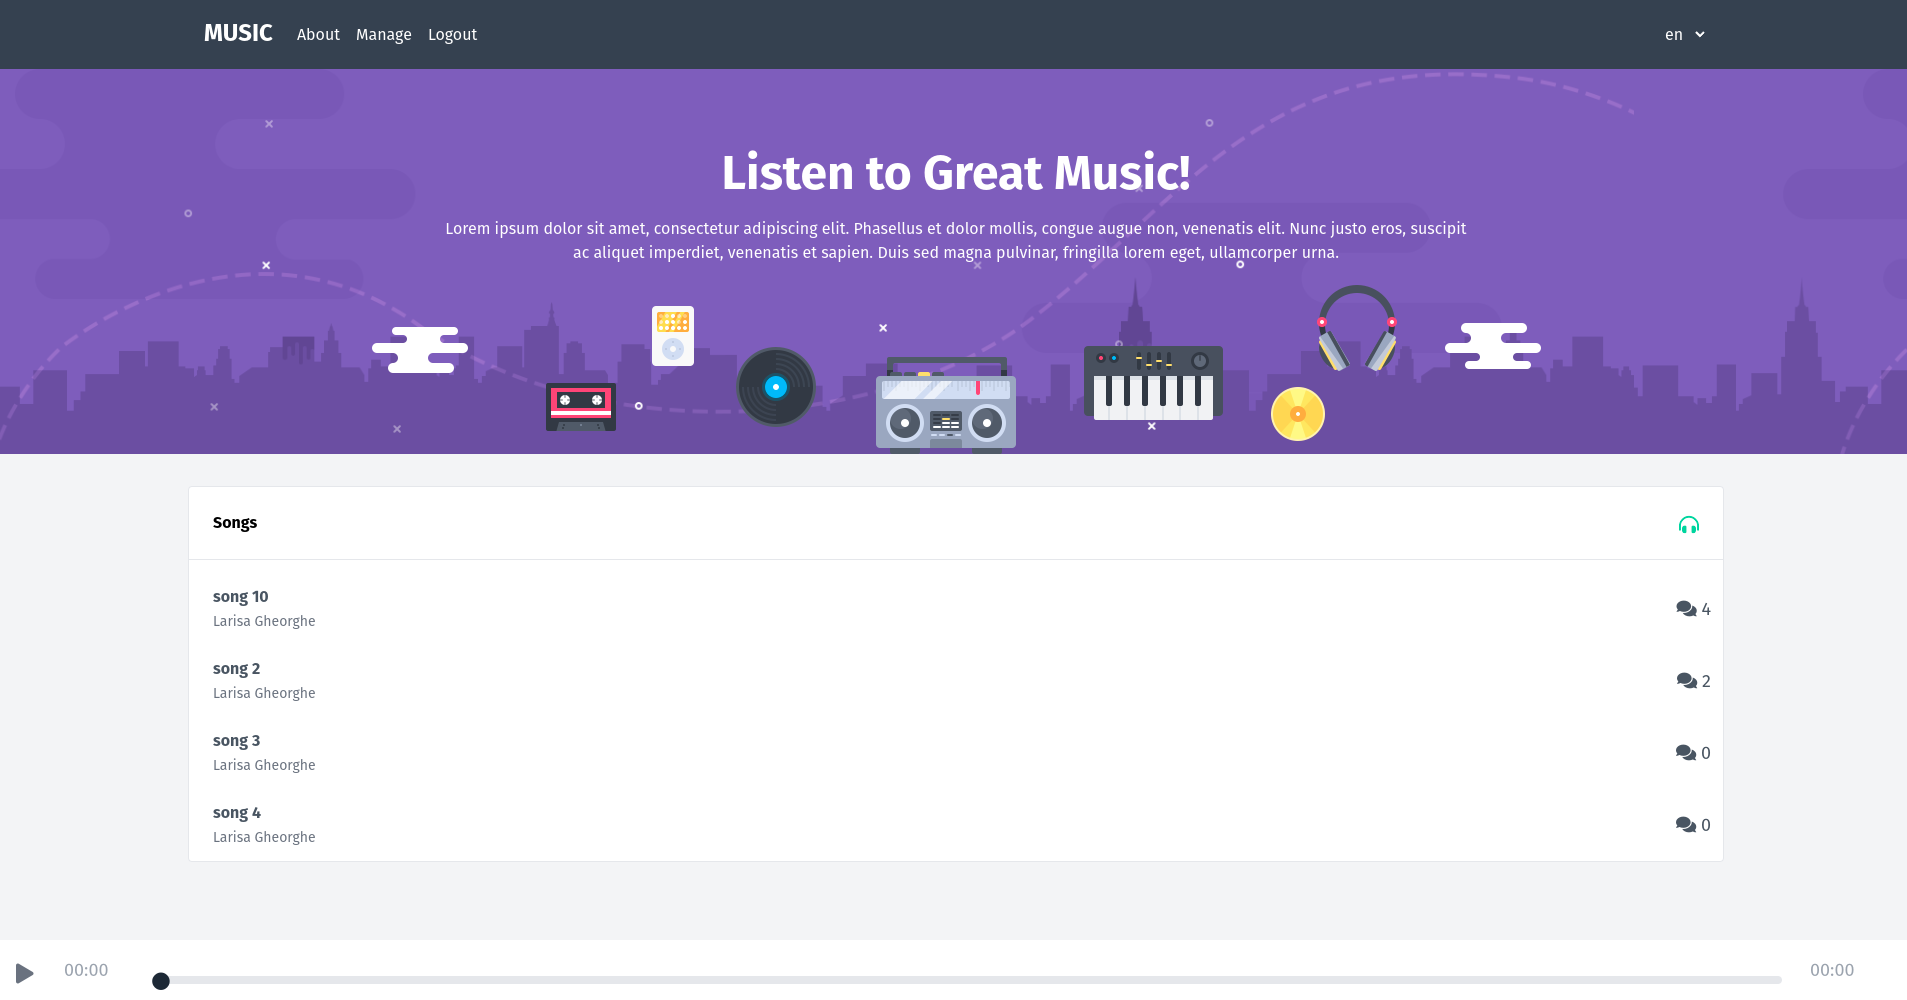 MUSIC About Manage Logout en
Listen to Great Music!
Lorem ipsum dolor sit amet, consectetur adipiscing elit. Phasellus et dolor mollis, congue augue non, venenatis elit. Nunc justo eros, suscipit
ac aliquet imperdiet, venenatis et sapien. Duis sed magna pulvinar, fringilla lorem eget, ullamcorper urna.
Songs
song 10
Larisa Gheorghe
4
song 2
Larisa Gheorghe
2
song 3
Larisa Gheorghe
0
song 4
Larisa Gheorghe
0
00:00 00:00